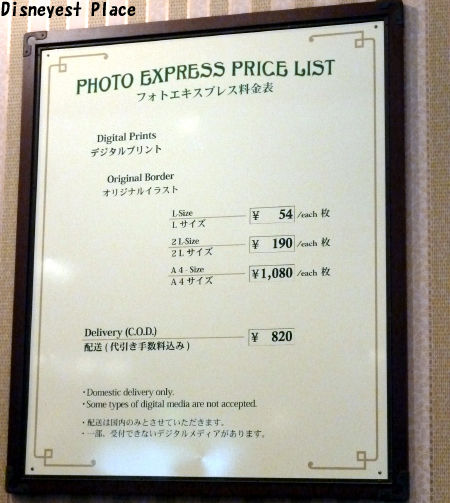 Disneyest Place
PHOTO EXPRESS PRICE LIST
フォトエキスプレス料金表
Digital Prints
デジタルプリント
Original Border
オリジナルイラスト
L-Size ¥ 54 /each 枚
L サイズ
2 L-Size ¥ 190 /each 枚
2 L サイズ
A 4 - Size ¥1,080 /each 枚
A 4 サイズ
Delivery (C.O.D.) ¥ 820
配送 ( 代引き手数料込み )
・Domestic delivery only.
・Some types of digital media are not accepted.
・配送は国内のみとさせていただきます。
・一部、受付できないデジタルメディアがあります。